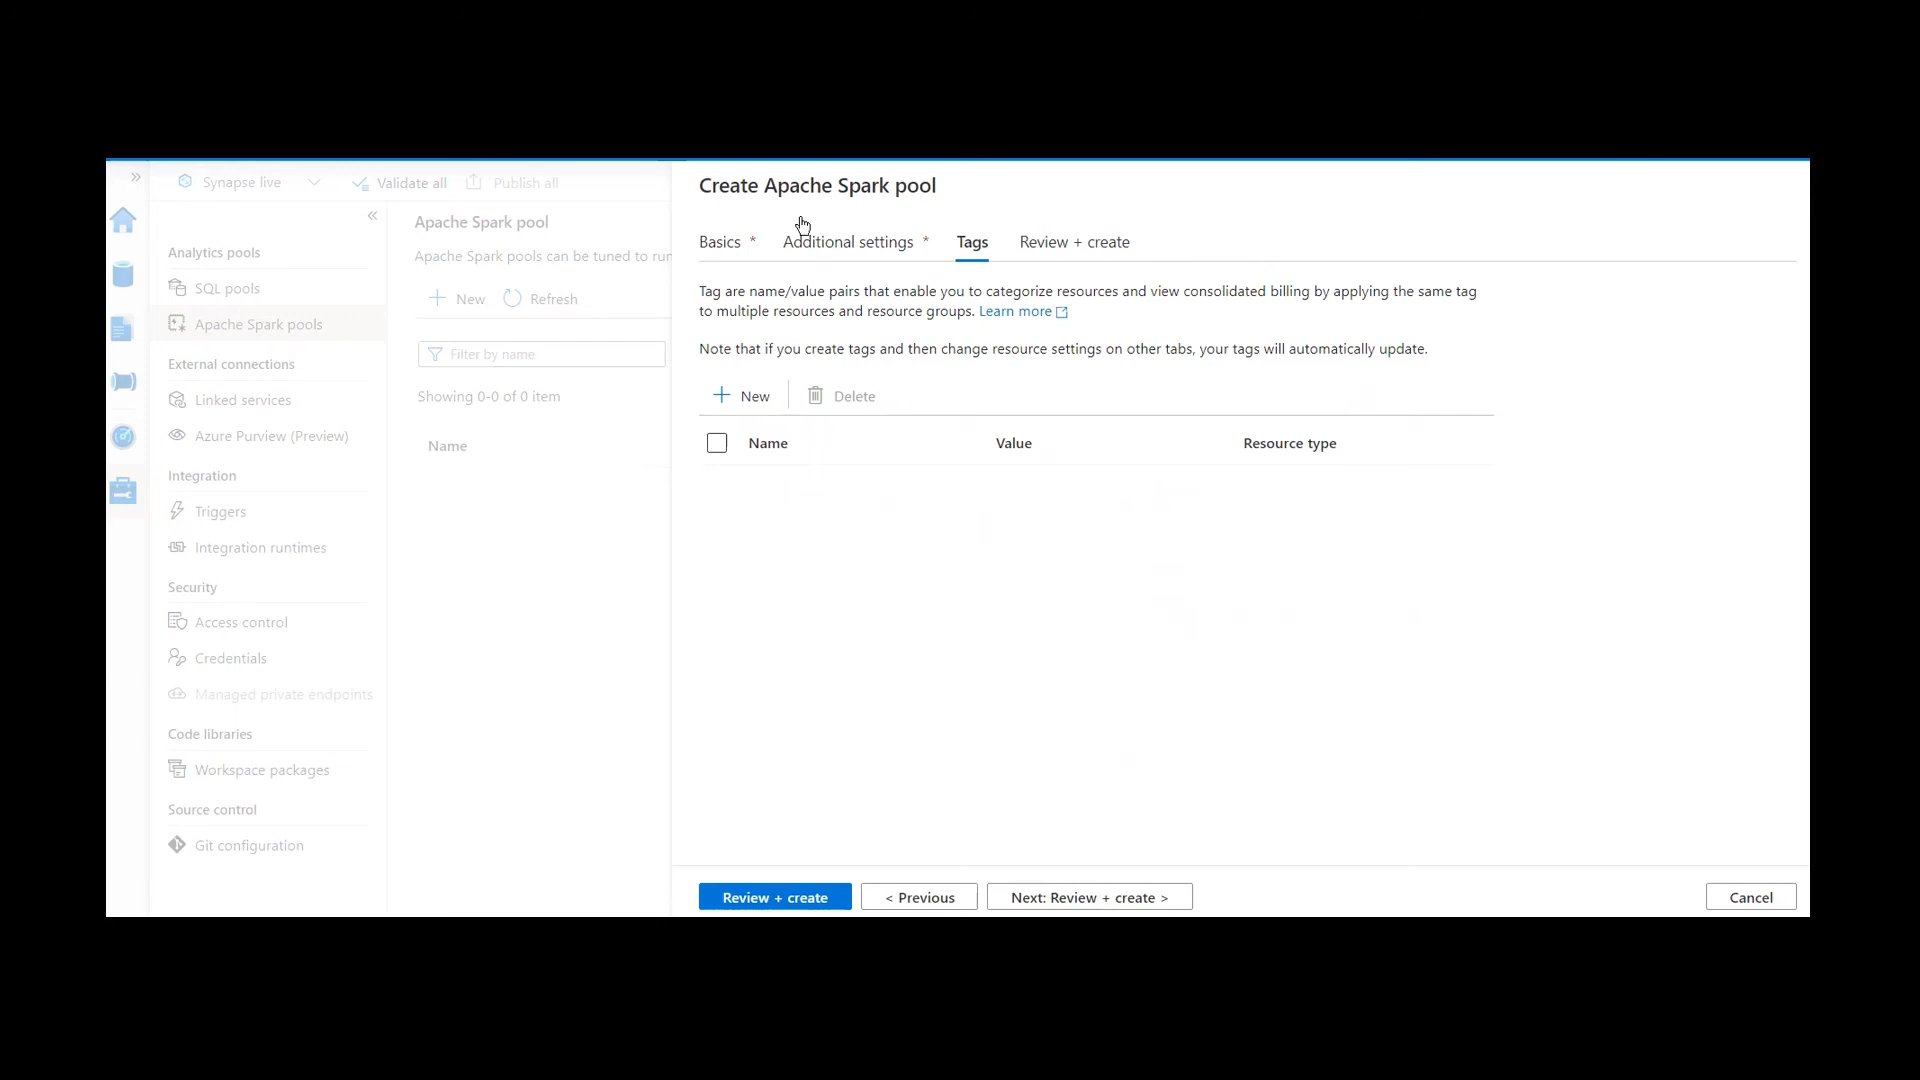 Synapse live
Validate all
Publish all
Analytics pools
SQL pools
Apache Spark pools
External connections
Linked services
Azure Purview (Preview)
Integration
Triggers
Integration runtimes
Security
Access control
Credentials
Managed private endpoints
Code libraries
Workspace packages
Source control
Git configuration
Apache Spark pool
Apache Spark pools can be tuned to run
New
Refresh
Filter by name
Showing 0-0 of 0 item
Name
Create Apache Spark pool
Basics *
Additional settings *
Tags
Review + create
Tag are name/value pairs that enable you to categorize resources and view consolidated billing by applying the same tag
to multiple resources and resource groups. Learn more
Note that if you create tags and then change resource settings on other tabs, your tags will automatically update.
New
Delete
Name Value Resource type
Review + create
< Previous
Next: Review + create >
Cancel